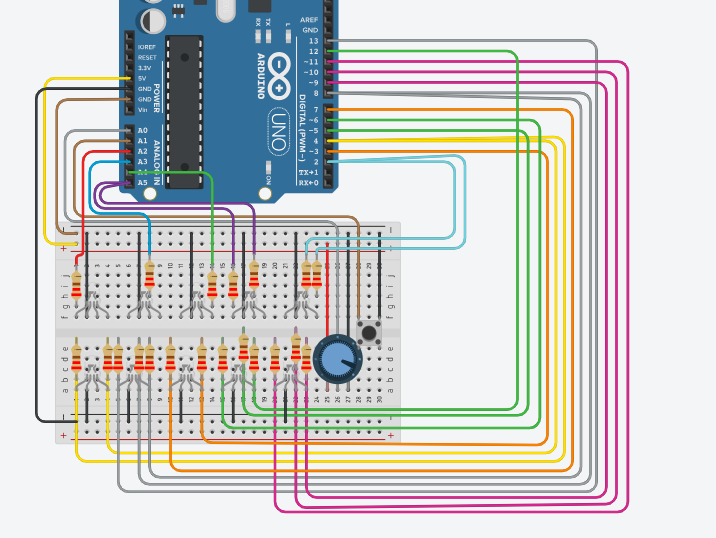 AREF
GND
13
12
~11
~10
~9
8
7
~6
~5
4
~3
2
TX→1
RX←0
DIGITAL (PWM~)
RX
TX
L
ARDUINO
UNO
ON
IOREF
RESET
3.3V
5V
GND
GND
Vin
POWER
A0
A1
A2
A3
A4
A5
ANALOG IN
j
i
h
g
f
e
d
c
b
a
j
i
h
g
f
e
d
c
b
a